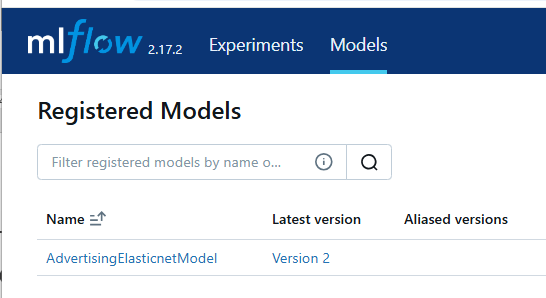 mlflow 2.17.2 Experiments Models
Registered Models
Filter registered models by name o...
Name Latest version Aliased versions
AdvertisingElasticnetModel Version 2